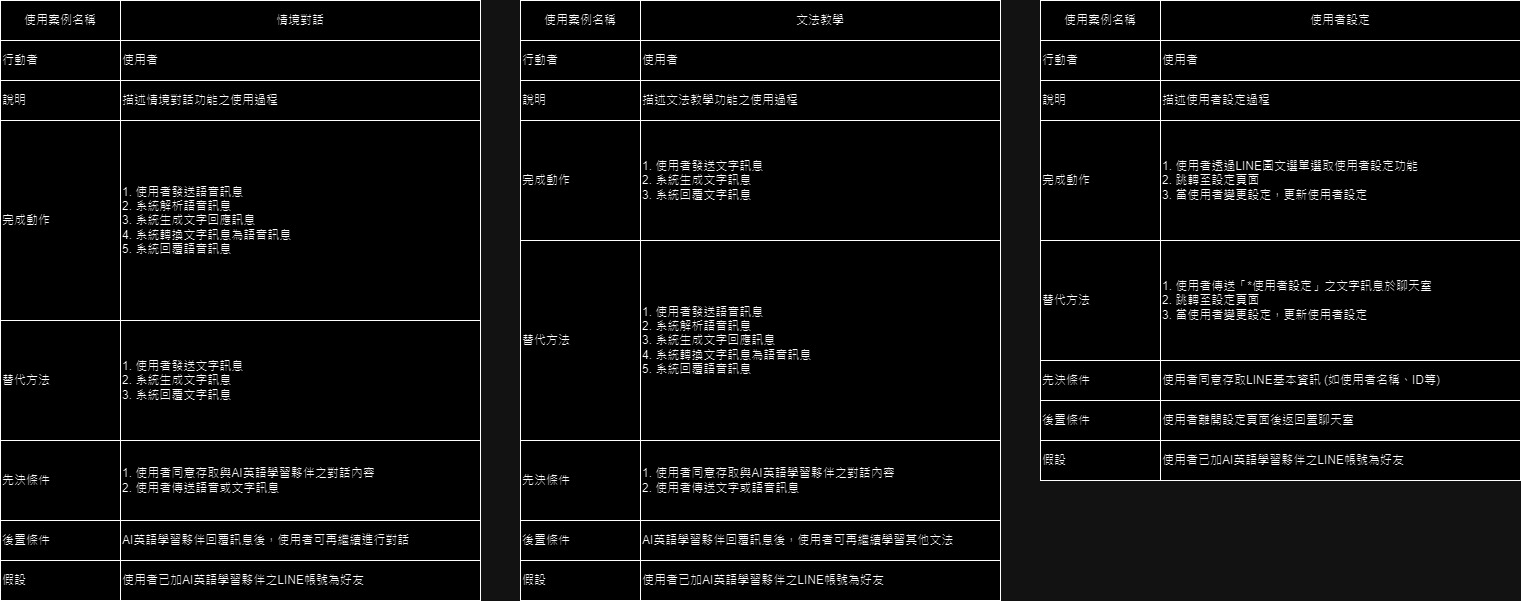 使用案例名稱
情境對話
行動者
使用者
說明
描述情境對話功能之使用過程
完成動作
1. 使用者發送語音訊息
2. 系統解析語音訊息
3. 系統生成文字回應訊息
4. 系統轉換文字訊息為語音訊息
5. 系統回覆語音訊息
替代方法
1. 使用者發送文字訊息
2. 系統生成文字訊息
3. 系統回覆文字訊息
先決條件
1. 使用者同意存取與AI英語學習夥伴之對話內容
2. 使用者傳送語音或文字訊息
後置條件
AI英語學習夥伴回覆訊息後，使用者可再繼續進行對話
假設
使用者已加AI英語學習夥伴之LINE帳號為好友
使用案例名稱
文法教學
行動者
使用者
說明
描述文法教學功能之使用過程
完成動作
1. 使用者發送文字訊息
2. 系統生成文字訊息
3. 系統回覆文字訊息
替代方法
1. 使用者發送語音訊息
2. 系統解析語音訊息
3. 系統生成文字回應訊息
4. 系統轉換文字訊息為語音訊息
5. 系統回覆語音訊息
先決條件
1. 使用者同意存取與AI英語學習夥伴之對話內容
2. 使用者傳送文字或語音訊息
後置條件
AI英語學習夥伴回覆訊息後，使用者可再繼續學習其他文法
假設
使用者已加AI英語學習夥伴之LINE帳號為好友
使用案例名稱
使用者設定
行動者
使用者
說明
描述使用者設定過程
完成動作
1. 使用者透過LINE圖文選單選取使用者設定功能
2. 跳轉至設定頁面
3. 當使用者變更設定，更新使用者設定
替代方法
1. 使用者傳送「*使用者設定」之文字訊息於聊天室
2. 跳轉至設定頁面
3. 當使用者變更設定，更新使用者設定
先決條件
使用者同意存取LINE基本資訊 (如使用者名稱、ID等)
後置條件
使用者離開設定頁面後返回置聊天室
假設
使用者已加AI英語學習夥伴之LINE帳號為好友